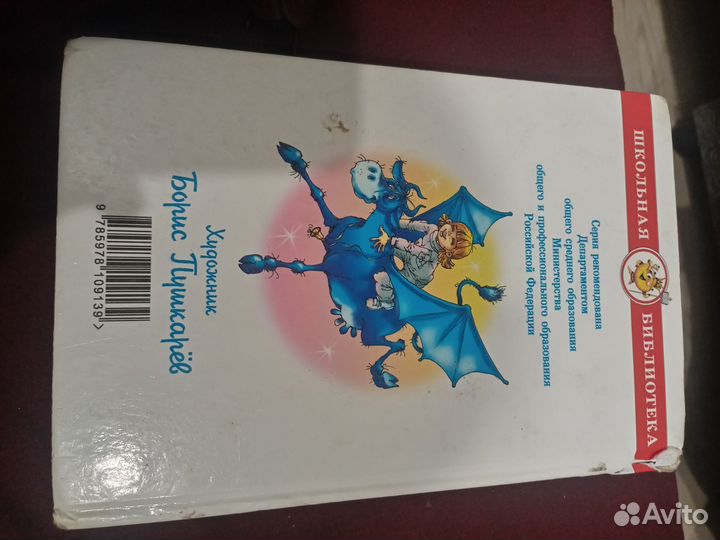 ШКОЛЬНАЯ БИБЛИОТЕКА
Серия рекомендована
Департаментом
общего среднего образования
Министерства
общего и профессионального образования
Российской Федерации
Художник
Борис Пушкарёв
9 785978 109139 >
Avito